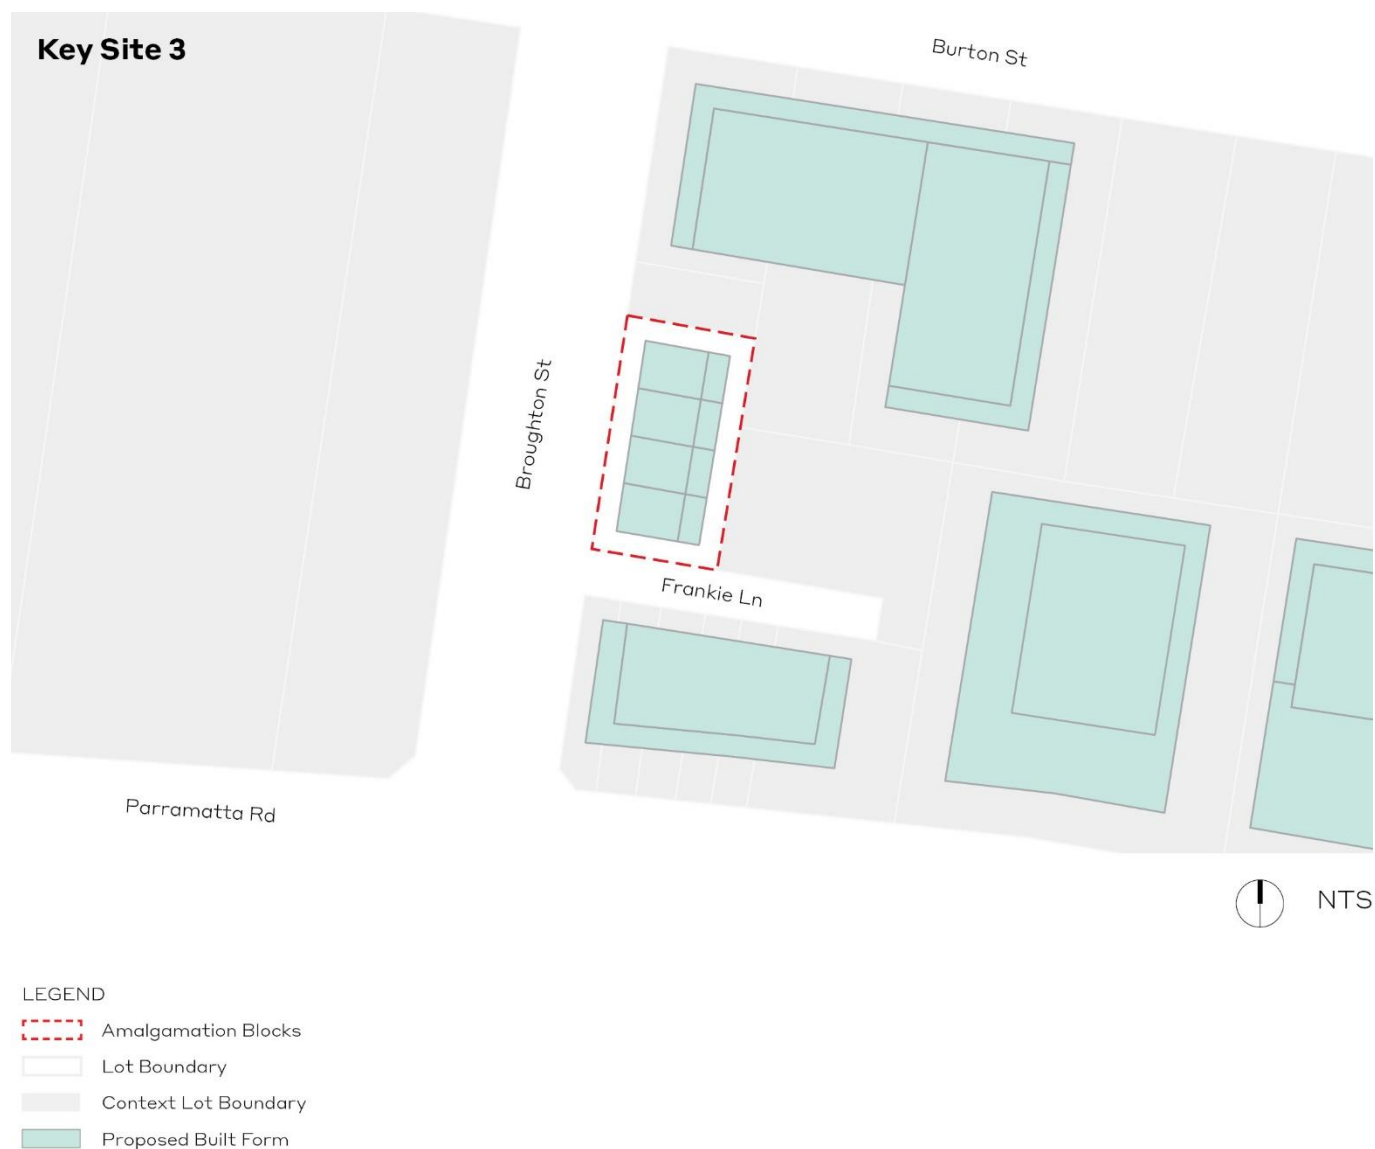 Key Site 3
Burton St
Broughton St
Frankie Ln
Parramatta Rd
NTS
LEGEND
Amalgamation Blocks
Lot Boundary
Context Lot Boundary
Proposed Built Form